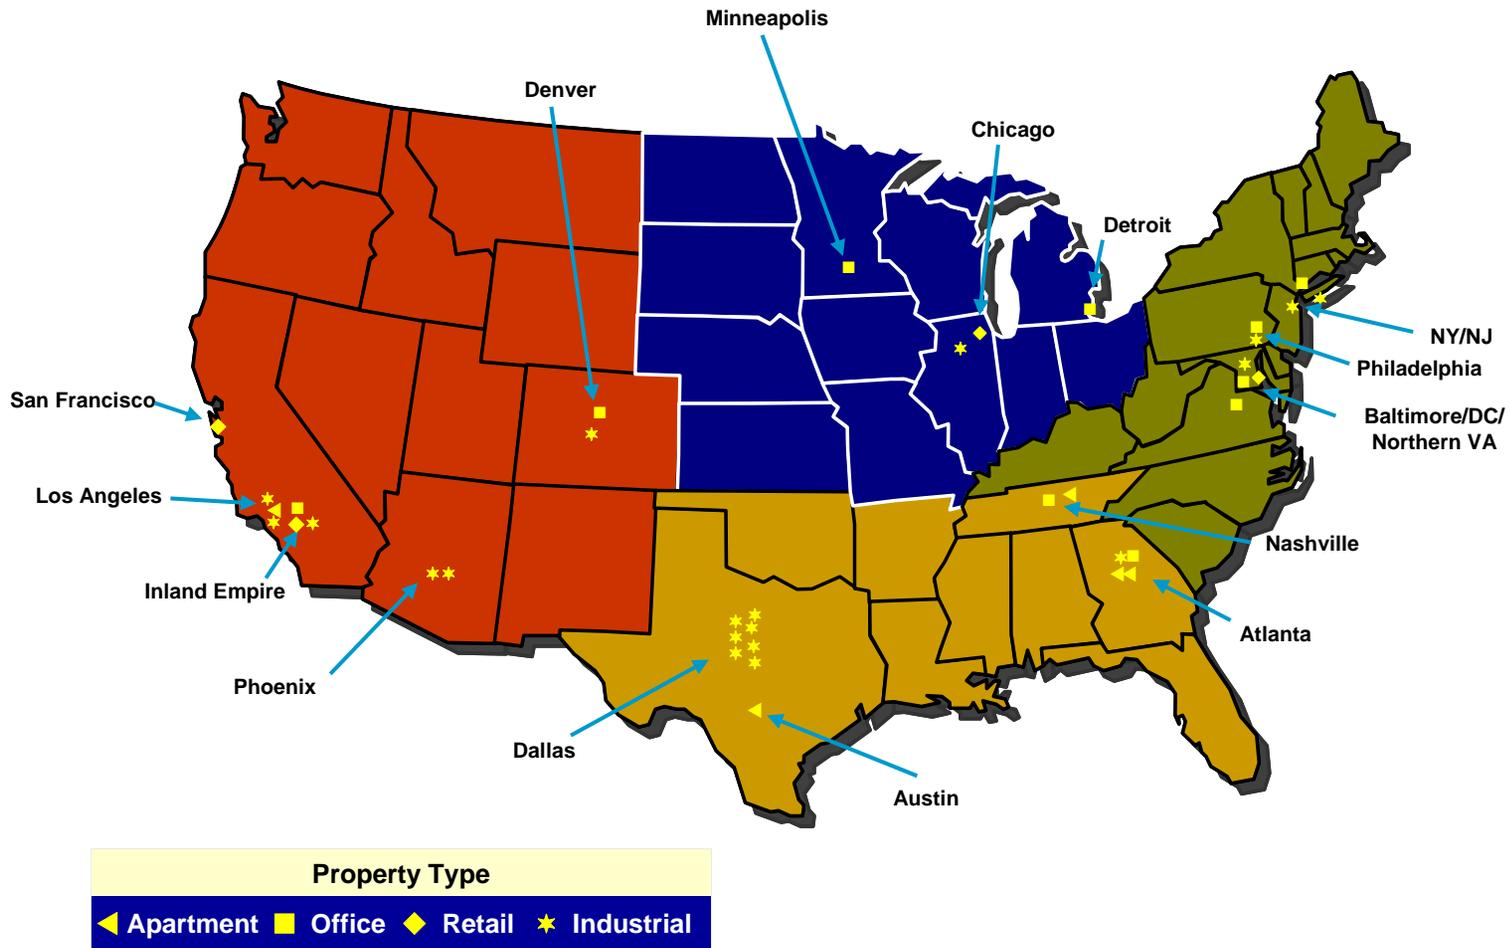 Minneapolis
Denver
Chicago
Detroit
NY/NJ
Philadelphia
San Francisco
Baltimore/DC/
Northern VA
Los Angeles
Nashville
Inland Empire
Atlanta
Phoenix
Dallas
Austin
Property Type
Apartment Office Retail Industrial